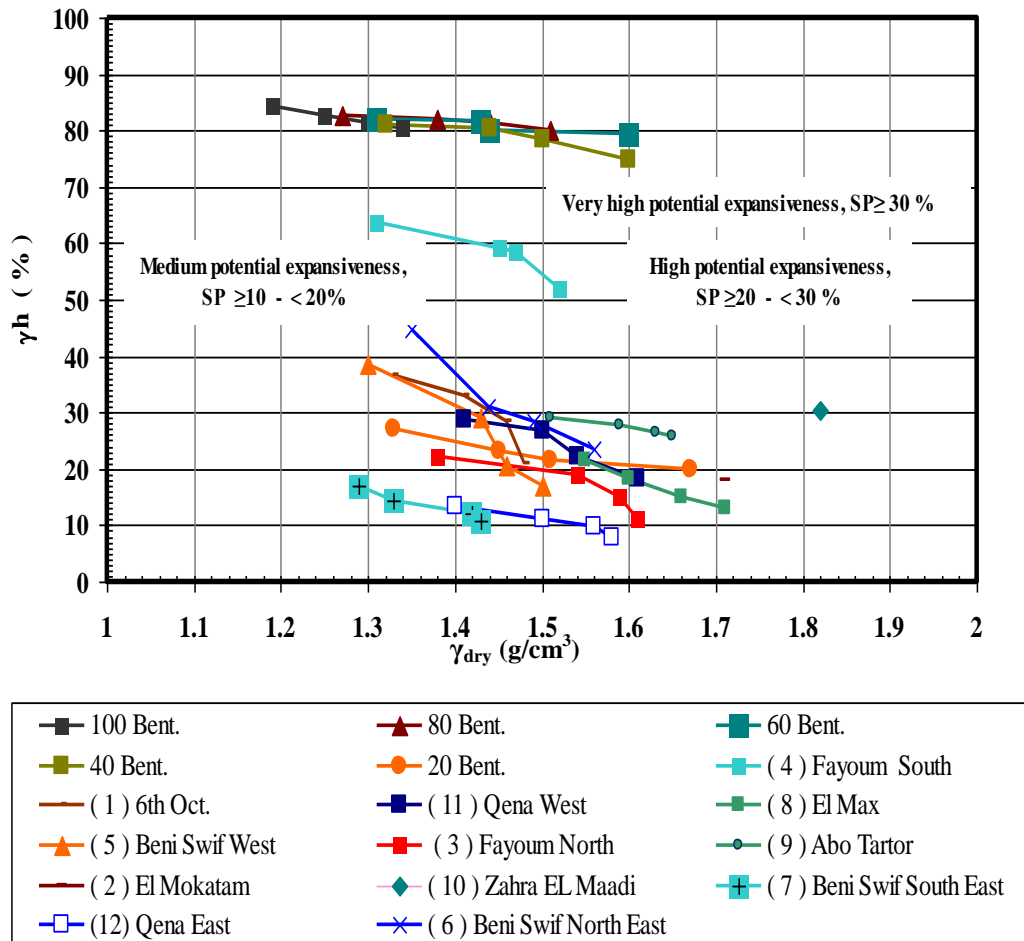 100
90
80
70
60
50
40
30
20
10
0
γh ( %)
Very high potential expansiveness, SP≥ 30 %
Medium potential expansiveness,
SP ≥10 - <20%
High potential expansiveness,
SP ≥20 - <30 %
1 1.1 1.2 1.3 1.4 1.5 1.6 1.7 1.8 1.9 2
γdry (g/cm³)
100 Bent. 80 Bent. 60 Bent.
40 Bent. 20 Bent. ( 4 ) Fayoum South
( 1 ) 6th Oct. ( 11 ) Qena West ( 8 ) El Max
( 5 ) Beni Swif West ( 3 ) Fayoum North ( 9 ) Abo Tartor
( 2 ) El Mokatam ( 10 ) Zahra EL Maadi ( 7 ) Beni Swif South East
(12) Qena East ( 6 ) Beni Swif North East